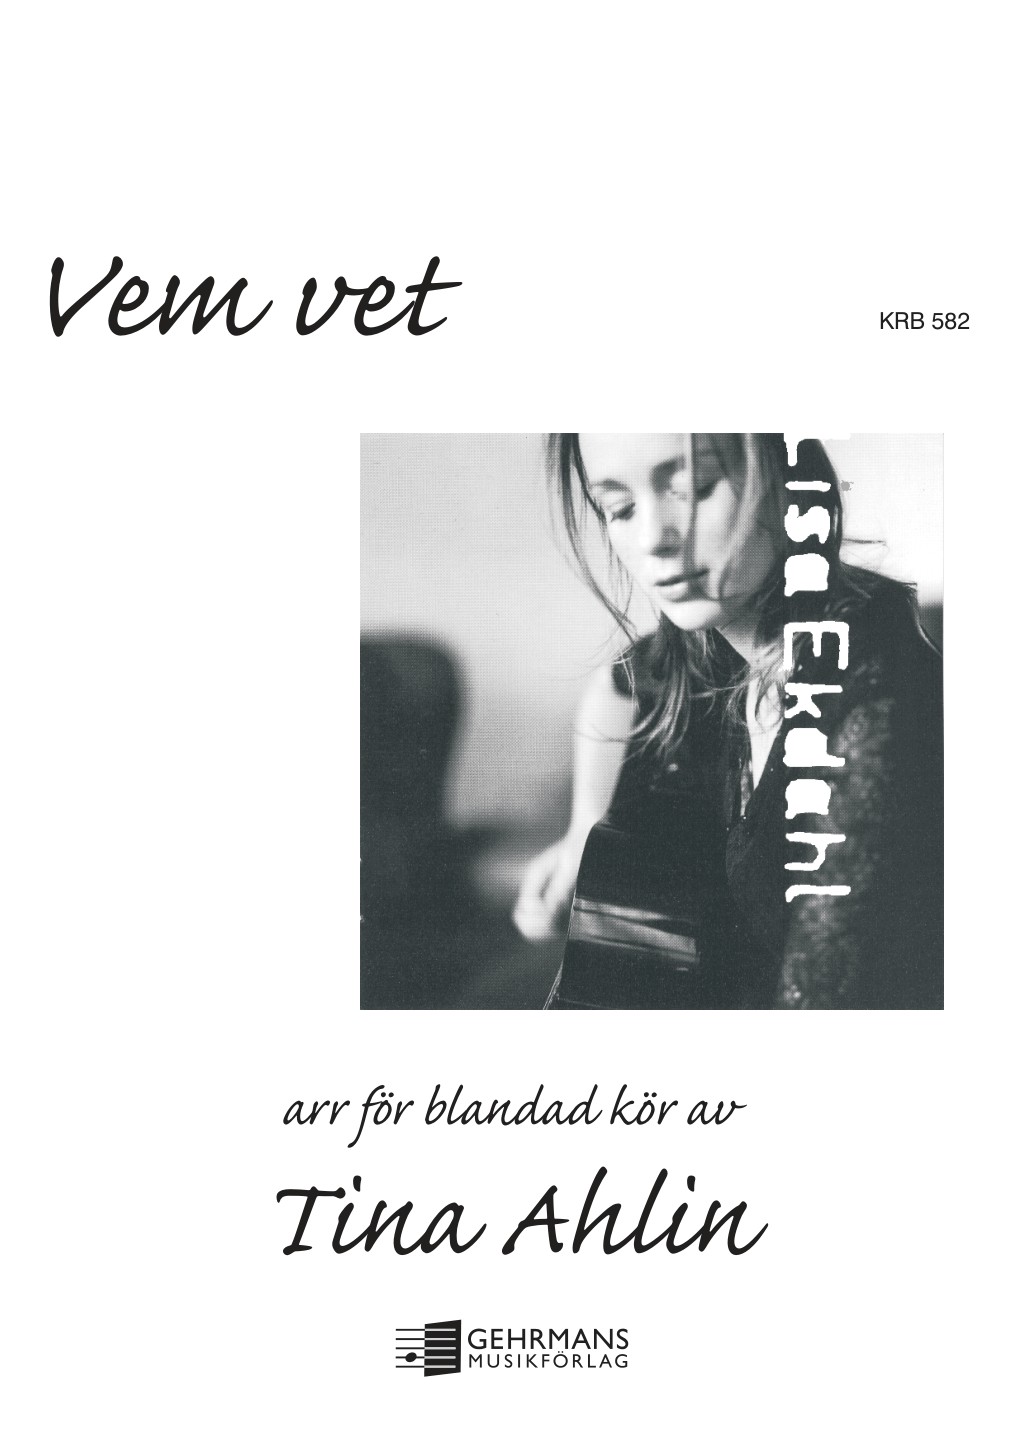 Vem vet
KRB 582
Lisa Ekdahl
arr för blandad kör av
Tina Ahlin
GEHRMANS
MUSIKFÖRLAG